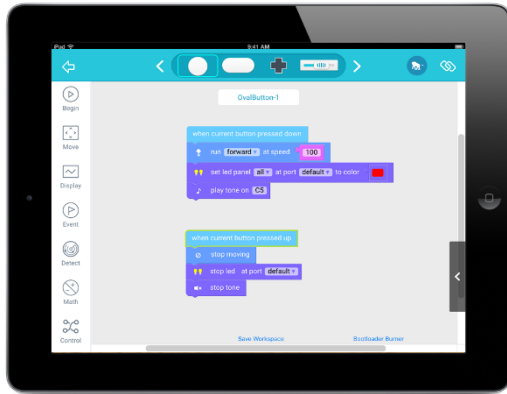 iPad
9:41 AM
OvalButton-1
Begin
Move
Display
Event
Detect
Math
Control
when current button pressed down
run forward at speed 100
set led panel all at port default to color
play tone on C5
when current button pressed up
stop moving
stop led at port default
stop tone
Save Workspace
Bootloader Burner